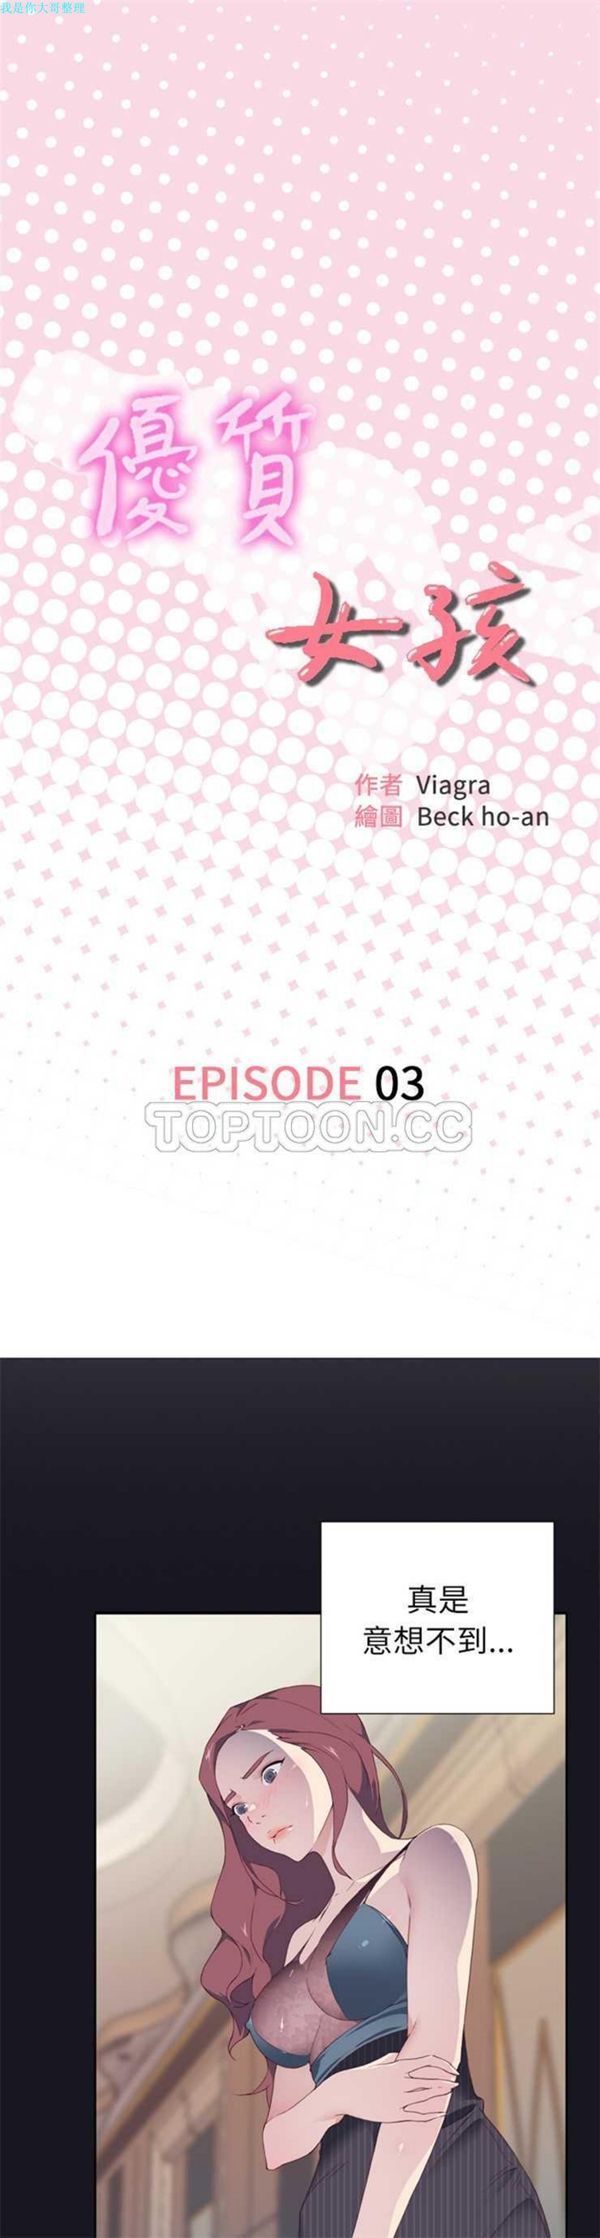 我是你大哥整理
優質
女孩
作者 Viagra
繪圖 Beck ho-an
EPISODE 03
TOPTOON.CC
真是
意想不到...